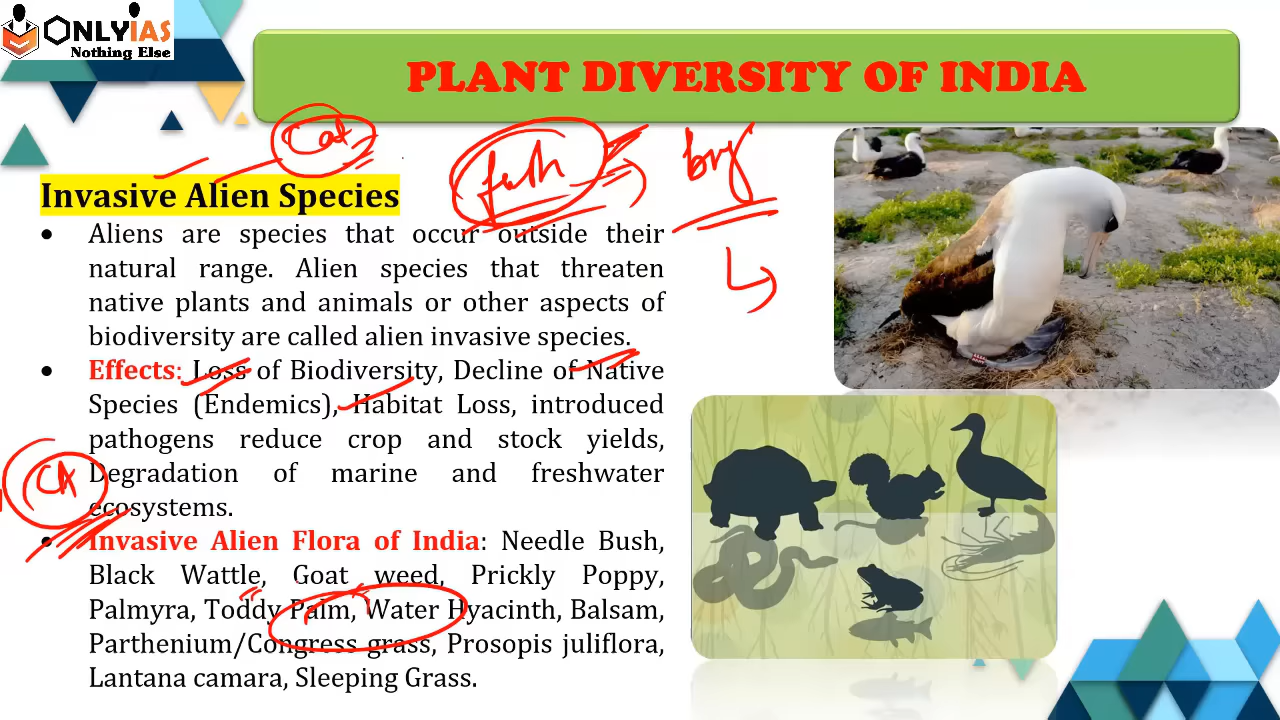 ONLYIAS
Nothing Else
PLANT DIVERSITY OF INDIA
Invasive Alien Species
• Aliens are species that occur outside their
natural range. Alien species that threaten
native plants and animals or other aspects of
biodiversity are called alien invasive species.
• Effects: Loss of Biodiversity, Decline of Native
Species (Endemics), Habitat Loss, introduced
pathogens reduce crop and stock yields,
Degradation of marine and freshwater
ecosystems.
• Invasive Alien Flora of India: Needle Bush,
Black Wattle, Goat weed, Prickly Poppy,
Palmyra, Toddy Palm, Water Hyacinth, Balsam,
Parthenium/Congress grass, Prosopis juliflora,
Lantana camara, Sleeping Grass.